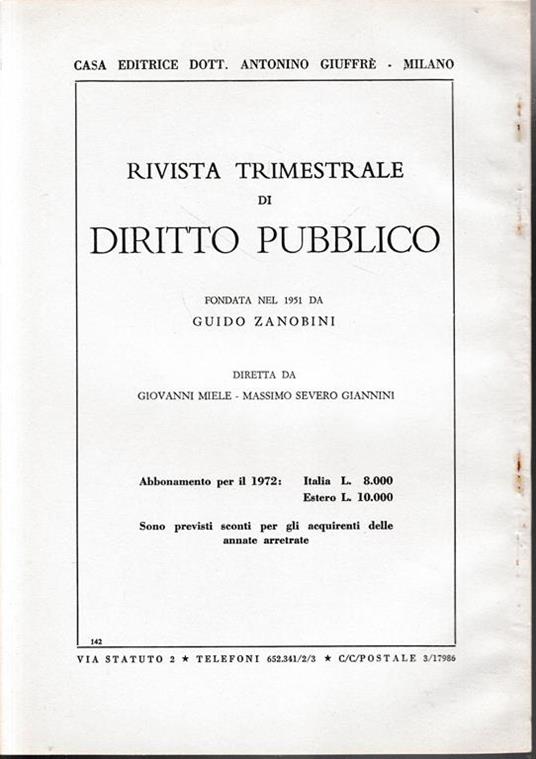 CASA EDITRICE DOTT. ANTONINO GIUFFRÈ - MILANO
RIVISTA TRIMESTRALE
DI
DIRITTO PUBBLICO
FONDATA NEL 1951 DA
GUIDO ZANOBINI
DIRETTA DA
GIOVANNI MIELE - MASSIMO SEVERO GIANNINI
Abbonamento per il 1972: Italia L. 8.000
Estero L. 10.000
Sono previsti sconti per gli acquirenti delle
annate arretrate
142
VIA STATUTO 2 ★ TELEFONI 652.341/2/3 ★ C/C/POSTALE 3/17986